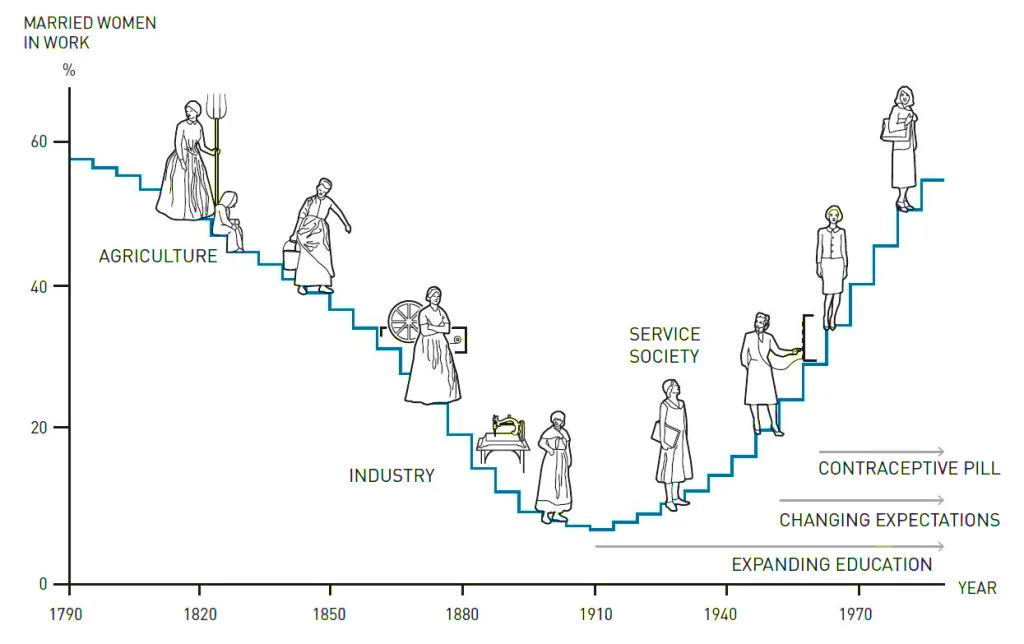 MARRIED WOMEN
IN WORK
%
60
AGRICULTURE
40
SERVICE
SOCIETY
20
INDUSTRY
CONTRACEPTIVE PILL
CHANGING EXPECTATIONS
EXPANDING EDUCATION
0
YEAR
1790 1820 1850 1880 1910 1940 1970